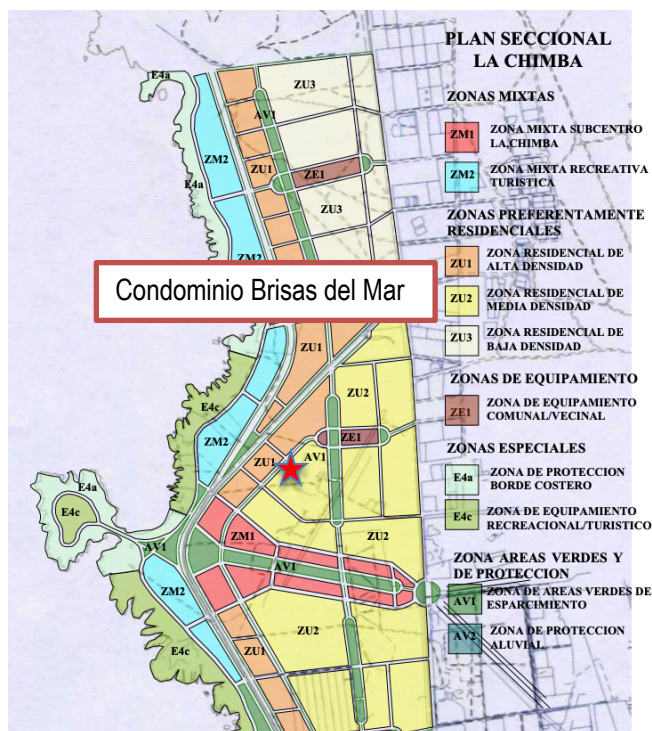 PLAN SECCIONAL
LA CHIMBA
ZONAS MIXTAS
ZM1 ZONA MIXTA SUBCENTRO
LA,CHIMBA
ZM2 ZONA MIXTA RECREATIVA
TURISTICA
ZONAS PREFERENTAMENTE
RESIDENCIALES
ZU1 ZONA RESIDENCIAL DE
ALTA DENSIDAD
ZU2 ZONA RESIDENCIAL DE
MEDIA DENSIDAD
ZU3 ZONA RESIDENCIAL DE
BAJA DENSIDAD
ZONAS DE EQUIPAMIENTO
ZE1 ZONA DE EQUIPAMIENTO
COMUNAL/VECINAL
ZONAS ESPECIALES
E4a ZONA DE PROTECCION
BORDE COSTERO
E4c ZONA DE EQUIPAMIENTO
RECREACIONAL/TURISTICO
ZONA AREAS VERDES Y
DE PROTECCION
AV1 ZONA DE AREAS VERDES DE
ESPARCIMIENTO
AV2 ZONA DE PROTECCION
ALUVIAL
E4a
ZU3
AV1
ZM2
ZU1
ZE1
E4a
ZU3
ZM2
Condominio Brisas del Mar
ZU1
ZU2
E4c
ZM2
ZE1
ZU1
AV1
E4a
E4c
ZM1
ZU2
AV1
AV1
ZM2
ZU2
E4c
ZU1